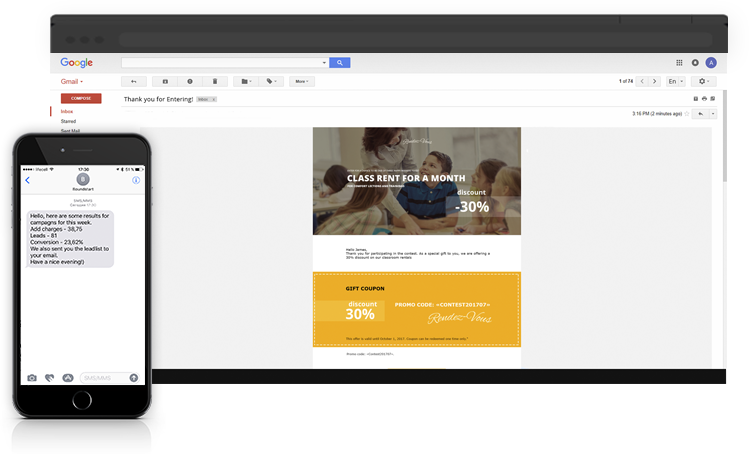 Google
Gmail
More
1 of 74
En
COMPOSE
Inbox
Starred
Sent Mail
Thank you for Entering!
Inbox x
3:16 PM (2 minutes ago)
Rendez-Vous
CLASS RENT FOR A MONTH
discount
-30%
Hello James,
Thank you for participating in the contest. As a special gift to you, we are offering a
30% discount on our classroom rentals
GIFT COUPON
discount
30%
PROMO CODE: <CONTEST201707>
Rendez-Vous
Promo code: <Contest201707>
17:30
51 %
Hello, here are some results for
campaigns for this week.
Add charges - 38,75
Leads - 81
Conversion - 23,62%
We also sent you the leadlist to
your email.
Have a nice evening!)
SMS/MMS